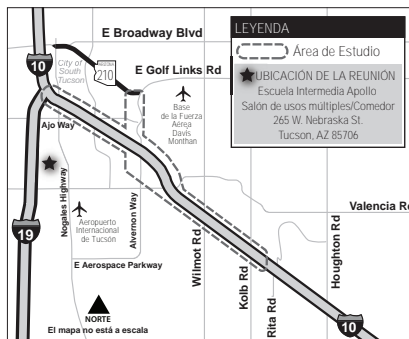 E Broadway Blvd
City of
South
Tucson
10
210
E Golf Links Rd
Base
de la Fuerza
Aérea
Davis
Monthan
Ajo Way
Nogales Highway
Aeropuerto
Internacional
de Tucsón
Alvernon Way
Valencia Rd
19
E Aerospace Parkway
Wilmot Rd
Kolb Rd
Rita Rd
Houghton Rd
10
NORTE
El mapa no está a escala
LEYENDA
Área de Estudio
UBICACIÓN DE LA REUNIÓN
Escuela Intermedia Apollo
Salón de usos múltiples/Comedor
265 W. Nebraska St.
Tucson, AZ 85706